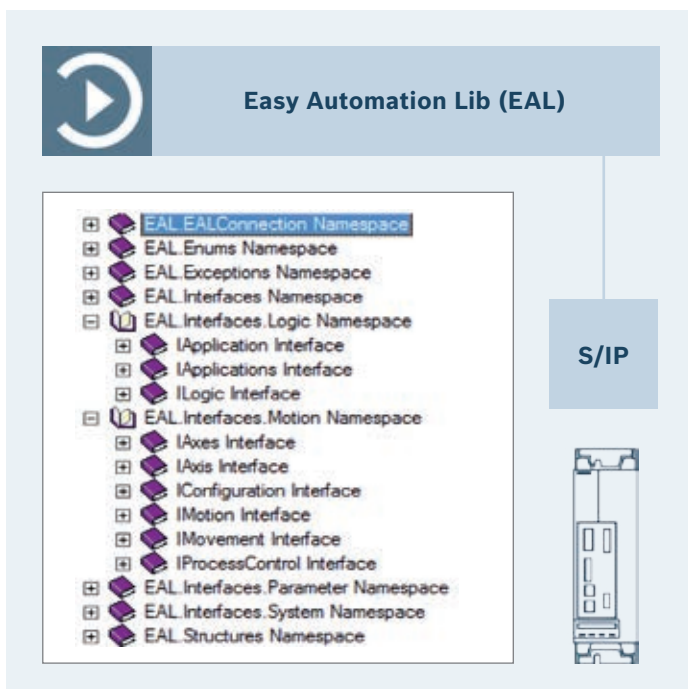 Easy Automation Lib (EAL)
EAL.EALConnection Namespace
EAL.Enums Namespace
EAL.Exceptions Namespace
EAL.Interfaces Namespace
EAL.Interfaces.Logic Namespace
IApplication Interface
IApplications Interface
ILogic Interface
EAL.Interfaces.Motion Namespace
IAxes Interface
IAxis Interface
IConfiguration Interface
IMotion Interface
IMovement Interface
IProcessControl Interface
EAL.Interfaces.Parameter Namespace
EAL.Interfaces.System Namespace
EAL.Structures Namespace
S/IP